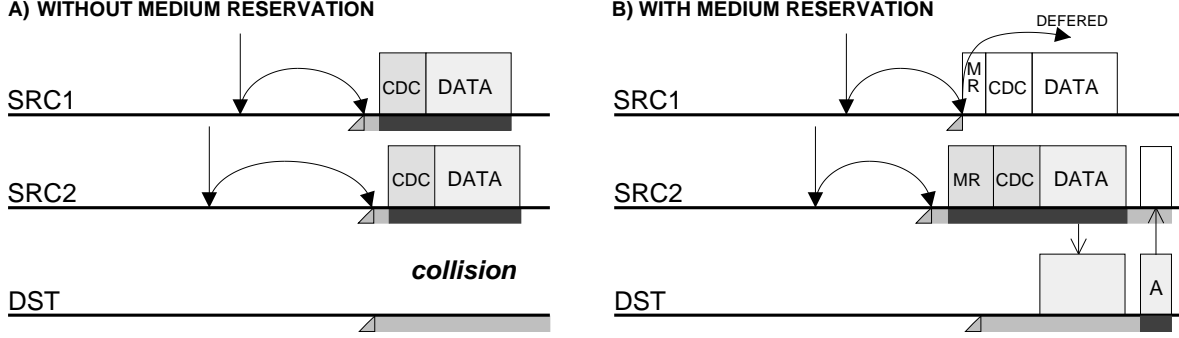 A) WITHOUT MEDIUM RESERVATION
SRC1
CDC DATA
SRC2
CDC DATA
collision
DST
B) WITH MEDIUM RESERVATION
DEFERED
SRC1
M
R
CDC DATA
SRC2
MR CDC DATA
DST
A